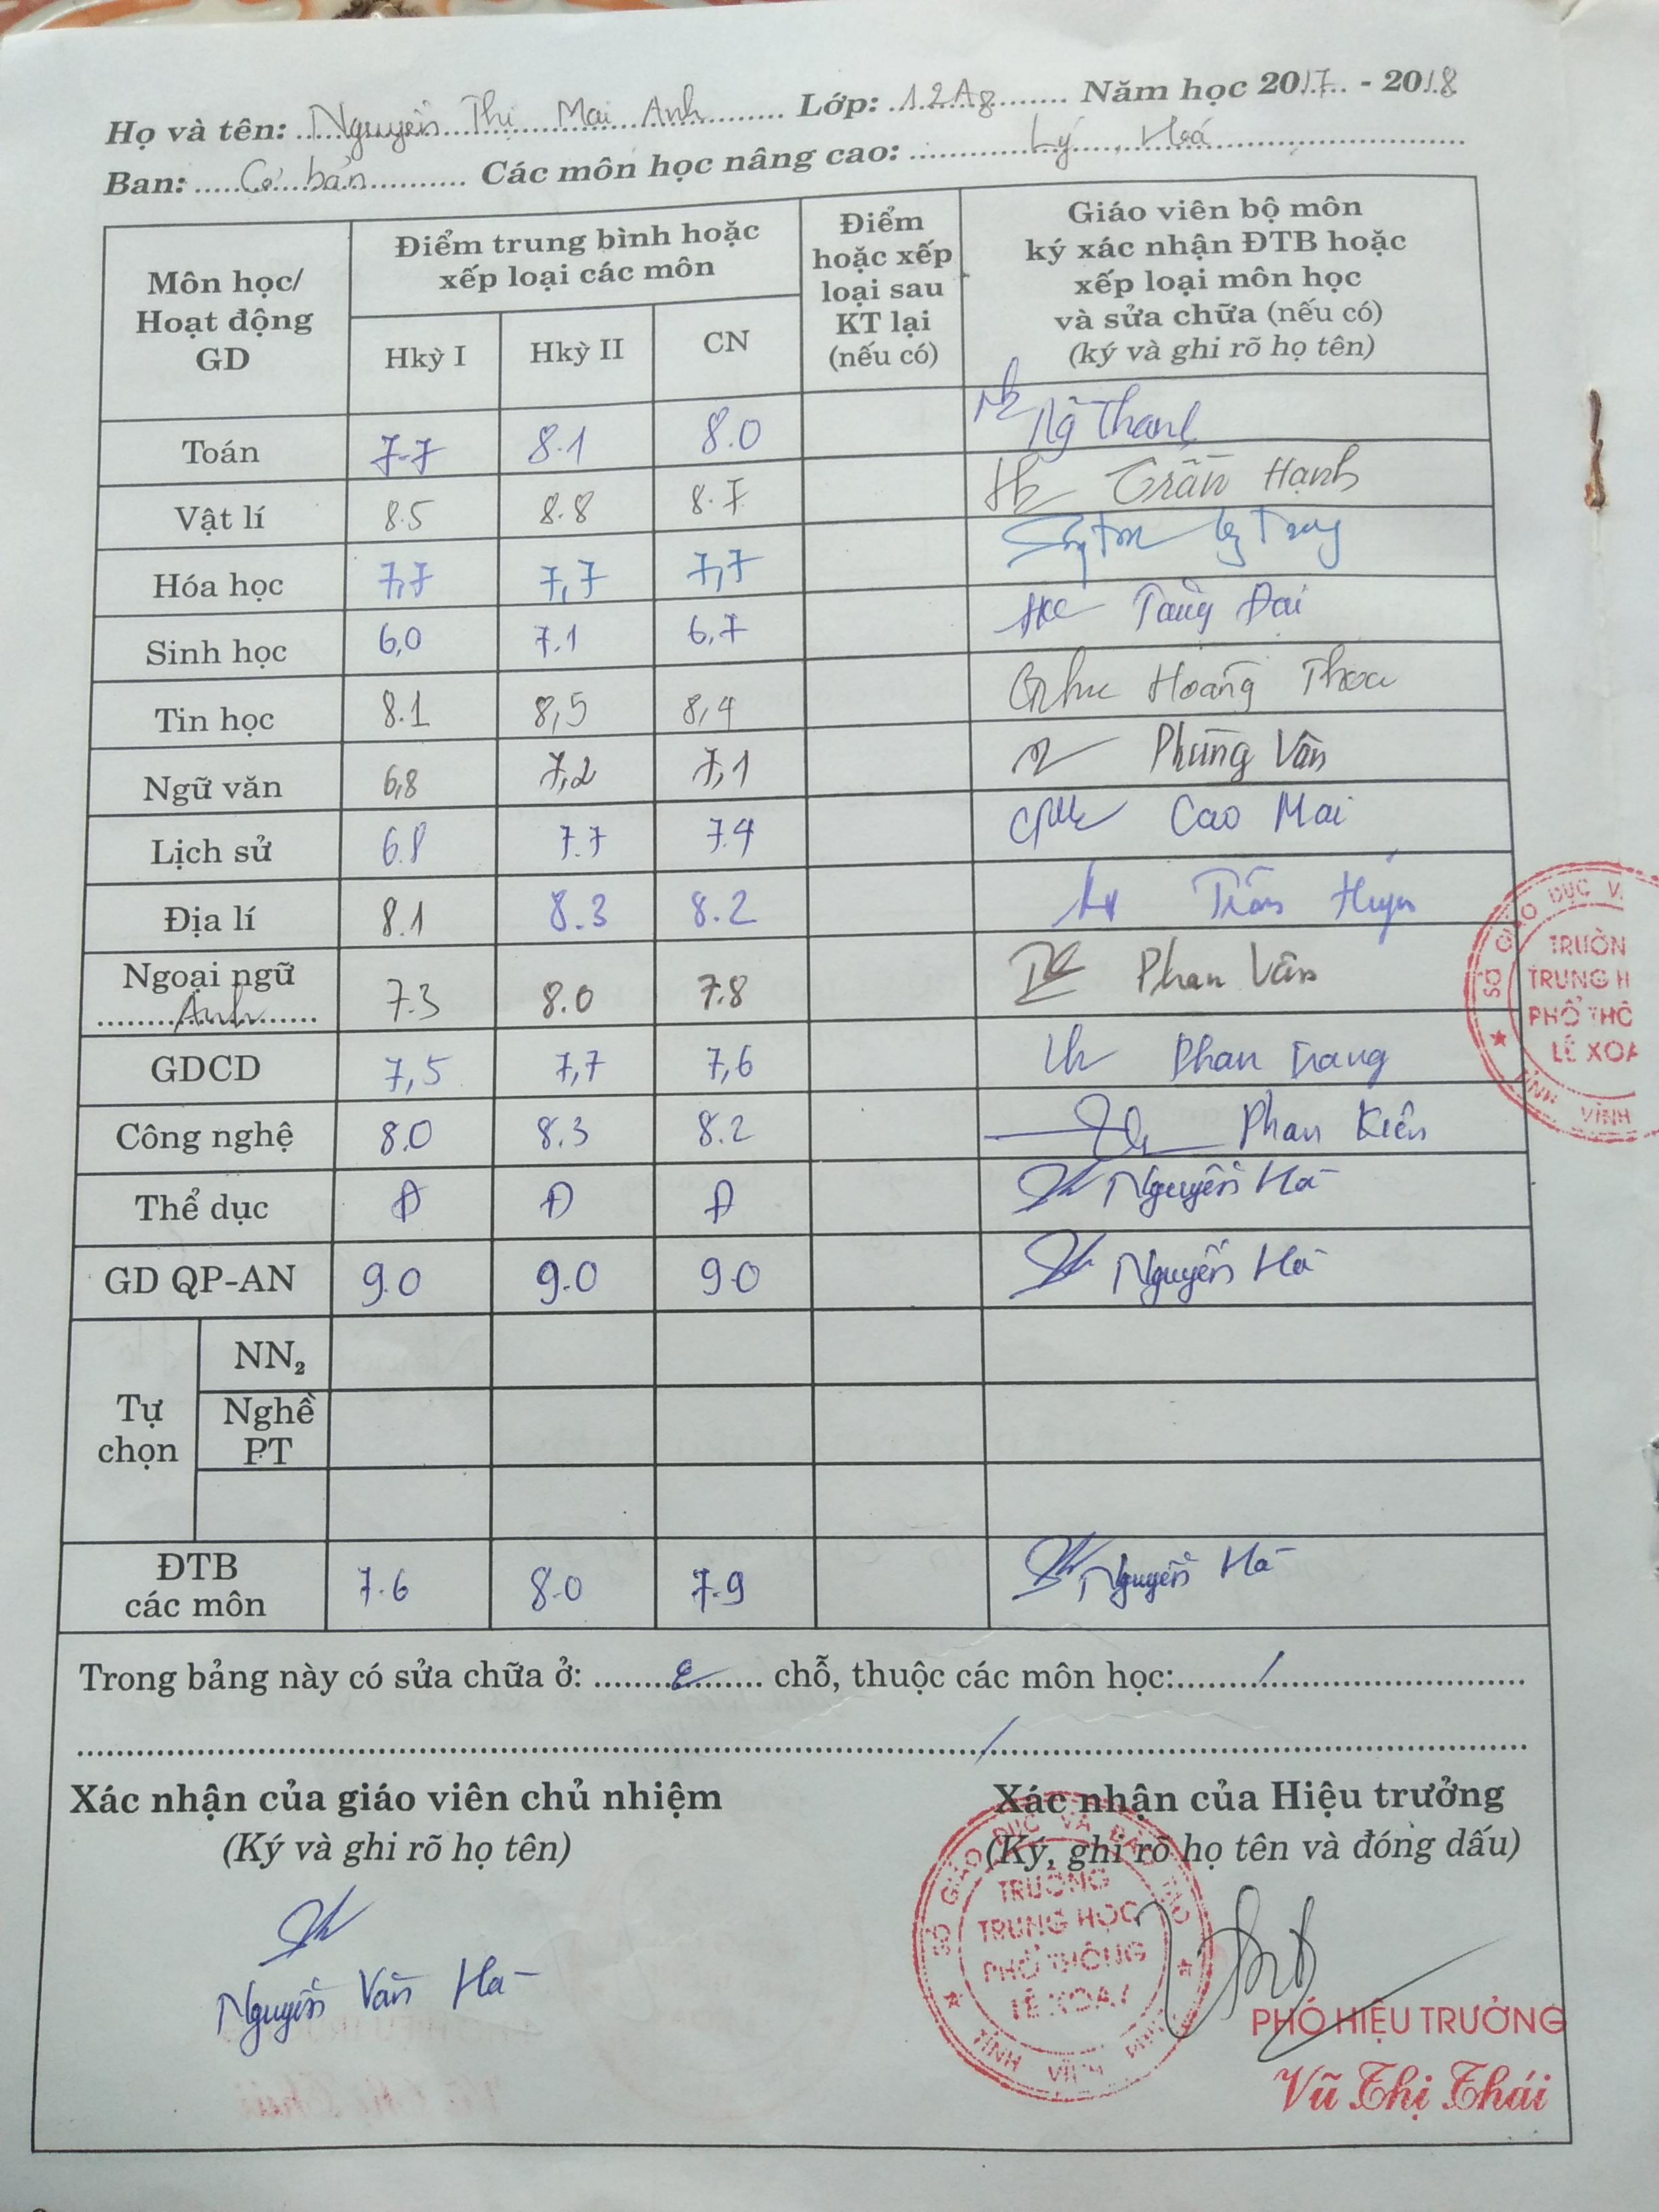 Họ và tên: Nguyễn Thị Mai Anh Lớp: 12A8 Năm học 2017 - 2018
Ban: Cơ bản Các môn học nâng cao: Lý, Hoá
Môn học/ Hoạt động GD
Điểm trung bình hoặc xếp loại các môn
Hkỳ I Hkỳ II CN
Điểm hoặc xếp loại sau KT lại (nếu có)
Giáo viên bộ môn ký xác nhận ĐTB hoặc xếp loại môn học và sửa chữa (nếu có) (ký và ghi rõ họ tên)
Toán 7.7 8.1 8.0 Ng Thanh
Vật lí 8.5 8.8 8.7 Trần Hạnh
Hóa học 7,7 7,7 7,7
Sinh học 6,0 7.1 6,7 Đại
Tin học 8.1 8,5 8,4 Hoàng Thoa
Ngữ văn 6,8 7,2 7,1 Phùng Vân
Lịch sử 6.8 7.7 7.4 Cao Mai
Địa lí 8.1 8.3 8.2 Trần
Ngoại ngữ
Anh 7.3 8.0 7.8 Phan Vân
GDCD 7,5 7,7 7,6 Phan Trang
Công nghệ 8.0 8.3 8.2 Phan Kiên
Thể dục Đ Đ Đ Nguyễn Hà
GD QP-AN 9.0 9.0 9.0 Nguyễn Hà
Tự chọn
NN₂
Nghề PT
ĐTB các môn 7.6 8.0 7.9 Nguyễn Hà
Trong bảng này có sửa chữa ở: chỗ, thuộc các môn học: /
/
Xác nhận của giáo viên chủ nhiệm
(Ký và ghi rõ họ tên)
Nguyễn Văn Hà
Xác nhận của Hiệu trưởng
(Ký, ghi rõ họ tên và đóng dấu)
SỞ GIÁO DỤC VÀ ĐÀO TẠO
TRƯỜNG
TRUNG HỌC
PHỔ THÔNG
LÊ XOAY
TỈNH VĨNH PHÚC
PHÓ HIỆU TRƯỞNG
Vũ Thị Thái
SỞ GIÁO DỤC V
TRƯỜN
TRUNG H
PHỔ THÔ
LÊ XOA
TỈNH VĨNH